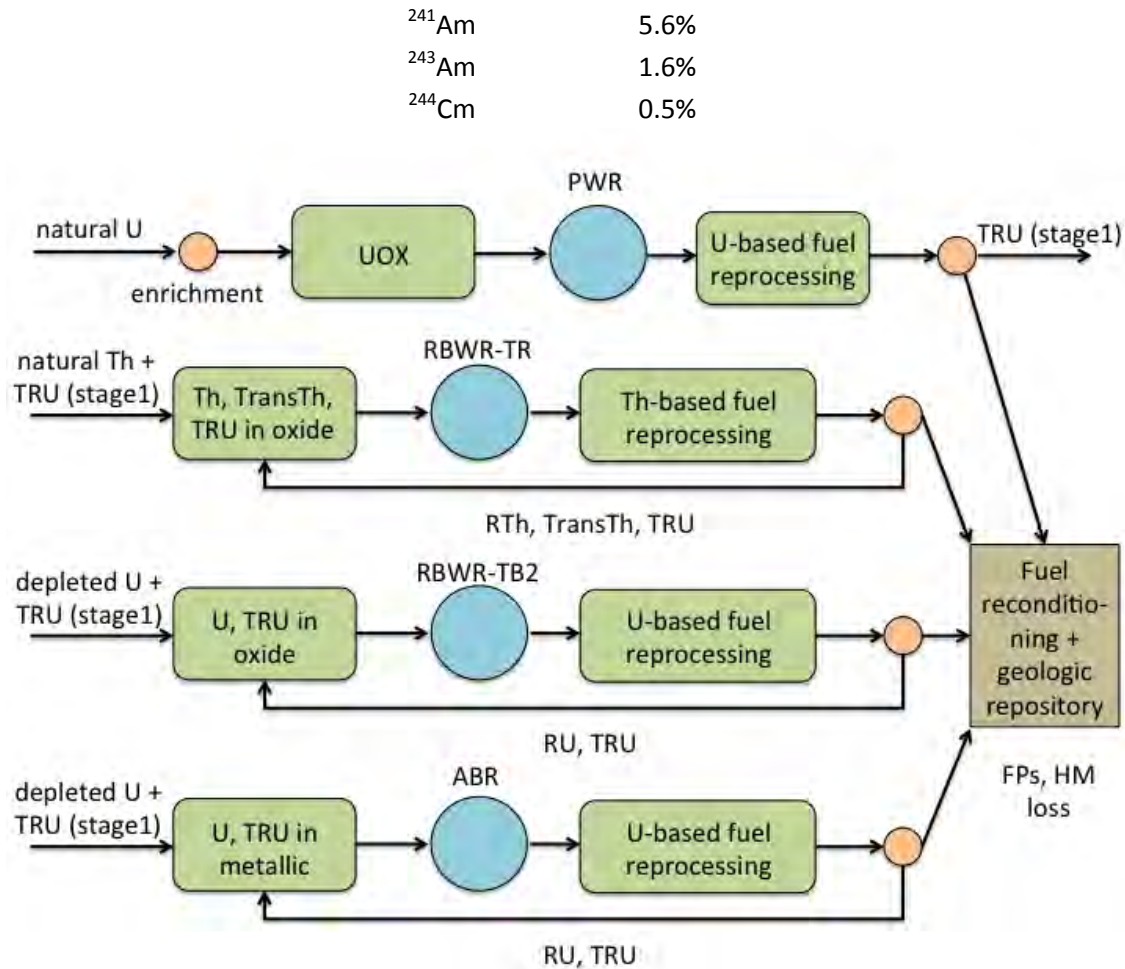 ²⁴¹Am 5.6%
²⁴³Am 1.6%
²⁴⁴Cm 0.5%
PWR
natural U
enrichment
UOX
U-based fuel
reprocessing
TRU (stage1)
natural Th +
TRU (stage1)
Th, TransTh,
TRU in oxide
RBWR-TR
Th-based fuel
reprocessing
RTh, TransTh, TRU
depleted U +
TRU (stage1)
U, TRU in
oxide
RBWR-TB2
U-based fuel
reprocessing
RU, TRU
Fuel
reconditio-
ning +
geologic
repository
FPs, HM
loss
depleted U +
TRU (stage1)
U, TRU in
metallic
ABR
U-based fuel
reprocessing
RU, TRU